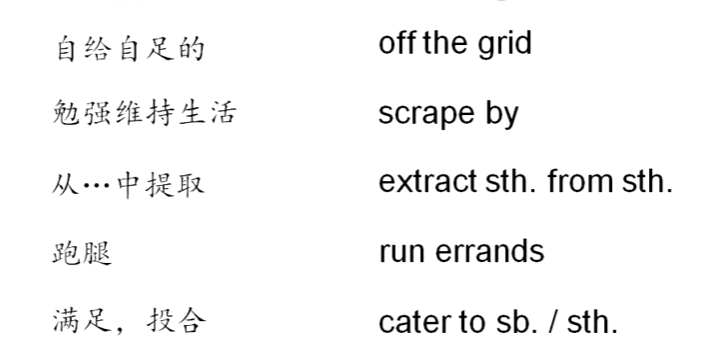 自给自足的 off the grid
勉强维持生活 scrape by
从…中提取 extract sth. from sth.
跑腿 run errands
满足，投合 cater to sb. / sth.